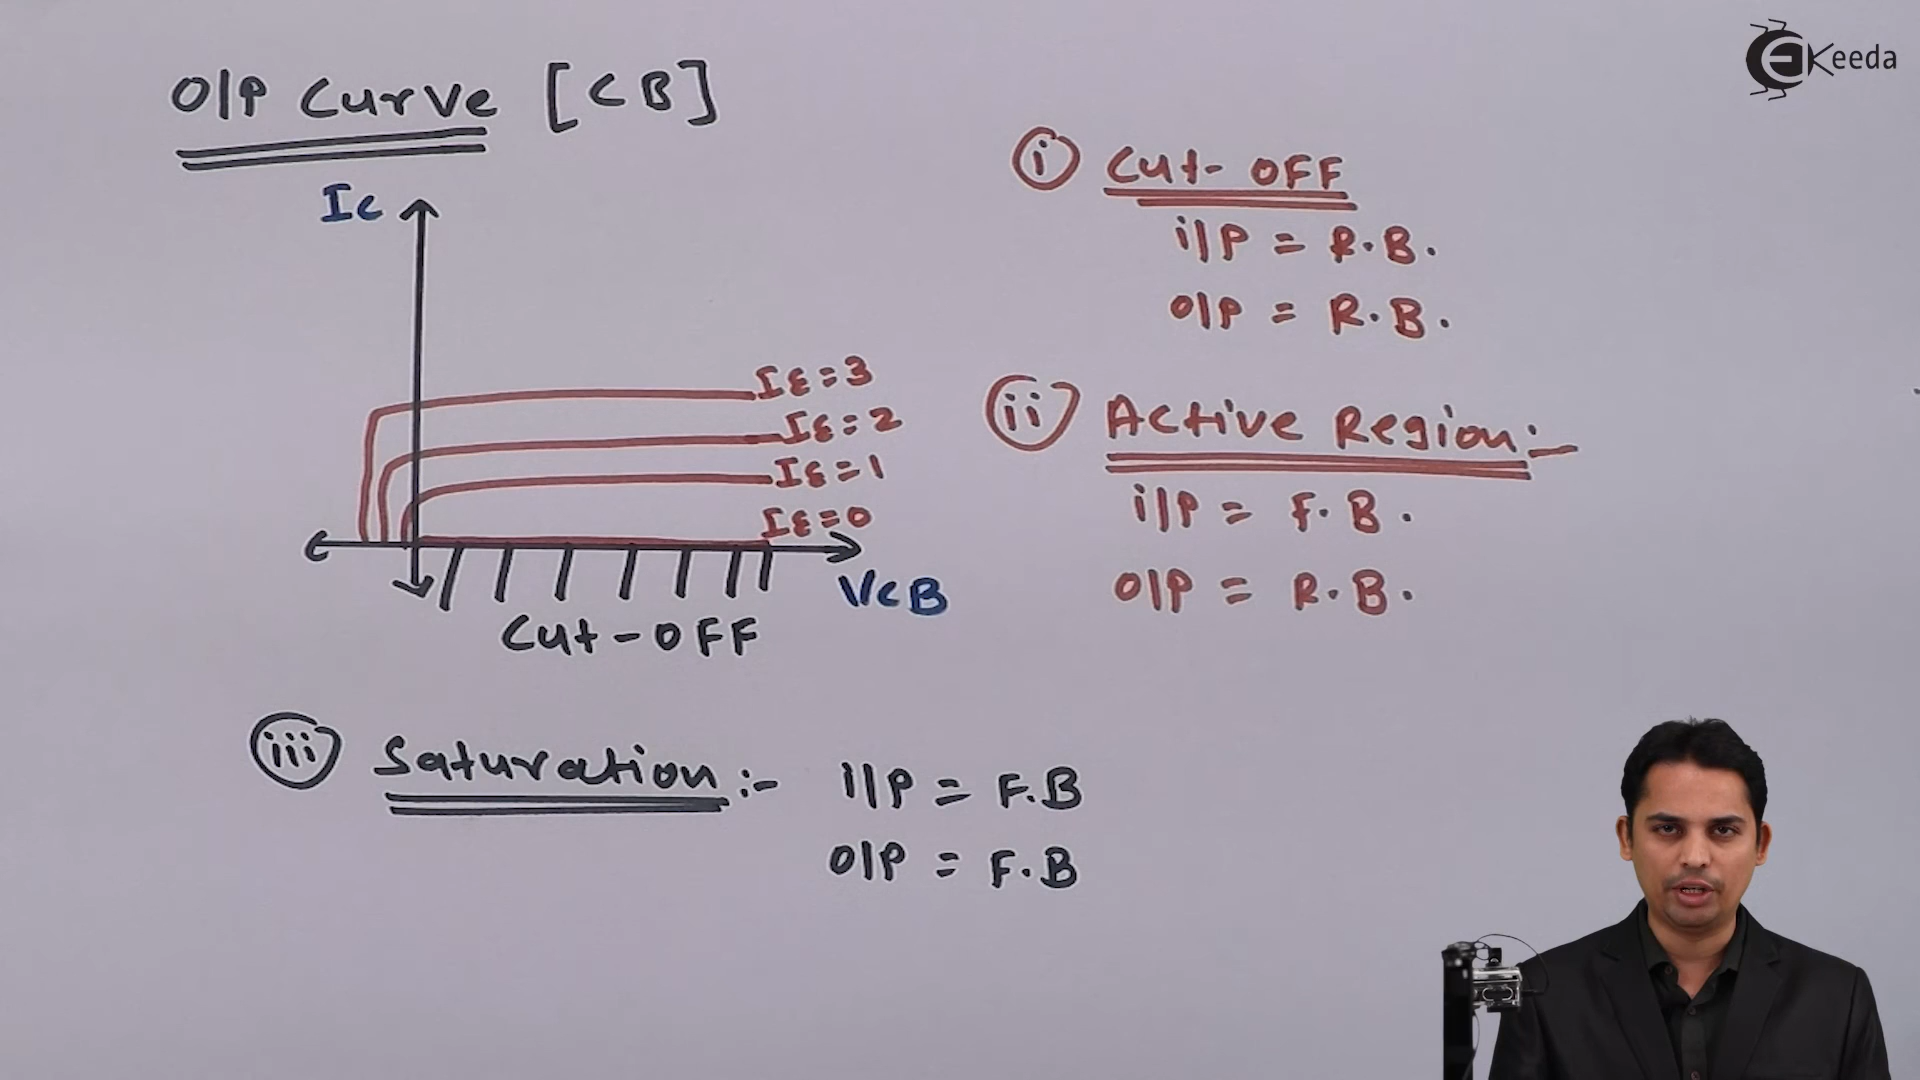 O/P Curve [CB]
Ekeeda
Ic
IE=3
IE=2
IE=1
IE=0
VCB
Cut-OFF
(i) Cut-OFF
i/P = R.B.
O/P = R.B.
(ii) Active Region:-
i/P = F.B.
O/P = R.B.
(iii) Saturation:- i/P = F.B
O/P = F.B